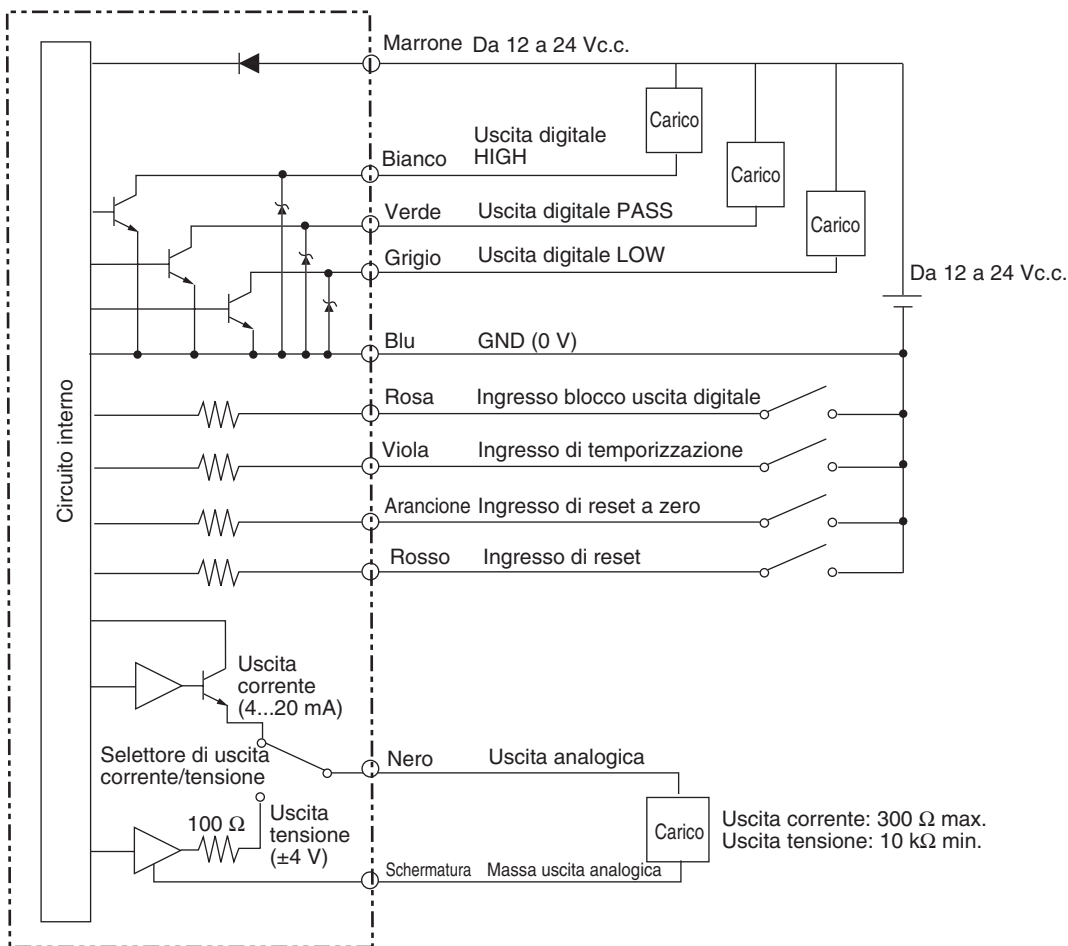 Marrone Da 12 a 24 Vc.c.
Carico
Uscita digitale
HIGH
Bianco
Carico
Verde Uscita digitale PASS
Carico
Grigio Uscita digitale LOW
Da 12 a 24 Vc.c.
Blu GND (0 V)
Circuito interno
Rosa Ingresso blocco uscita digitale
Viola Ingresso di temporizzazione
Arancione Ingresso di reset a zero
Rosso Ingresso di reset
Uscita
corrente
(4...20 mA)
Selettore di uscita
corrente/tensione
Nero Uscita analogica
100 Ω
Uscita
tensione
(±4 V)
Carico
Uscita corrente: 300 Ω max.
Uscita tensione: 10 kΩ min.
Schermatura Massa uscita analogica